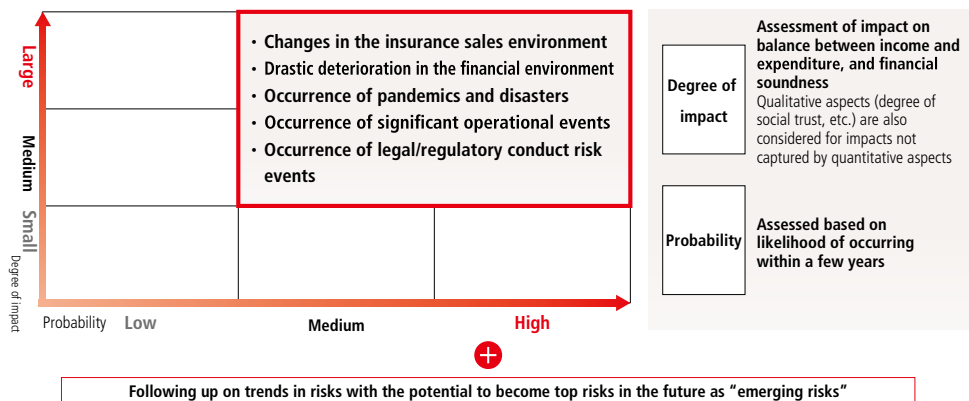 Large
Medium
Small
Degree of impact
• Changes in the insurance sales environment
• Drastic deterioration in the financial environment
• Occurrence of pandemics and disasters
• Occurrence of significant operational events
• Occurrence of legal/regulatory conduct risk
events
Probability
Low
Medium
High
Degree of
impact
Assessment of impact on
balance between income and
expenditure, and financial
soundness
Qualitative aspects (degree of
social trust, etc.) are also
considered for impacts not
captured by quantitative aspects
Probability
Assessed based on
likelihood of occurring
within a few years
+
Following up on trends in risks with the potential to become top risks in the future as “emerging risks”